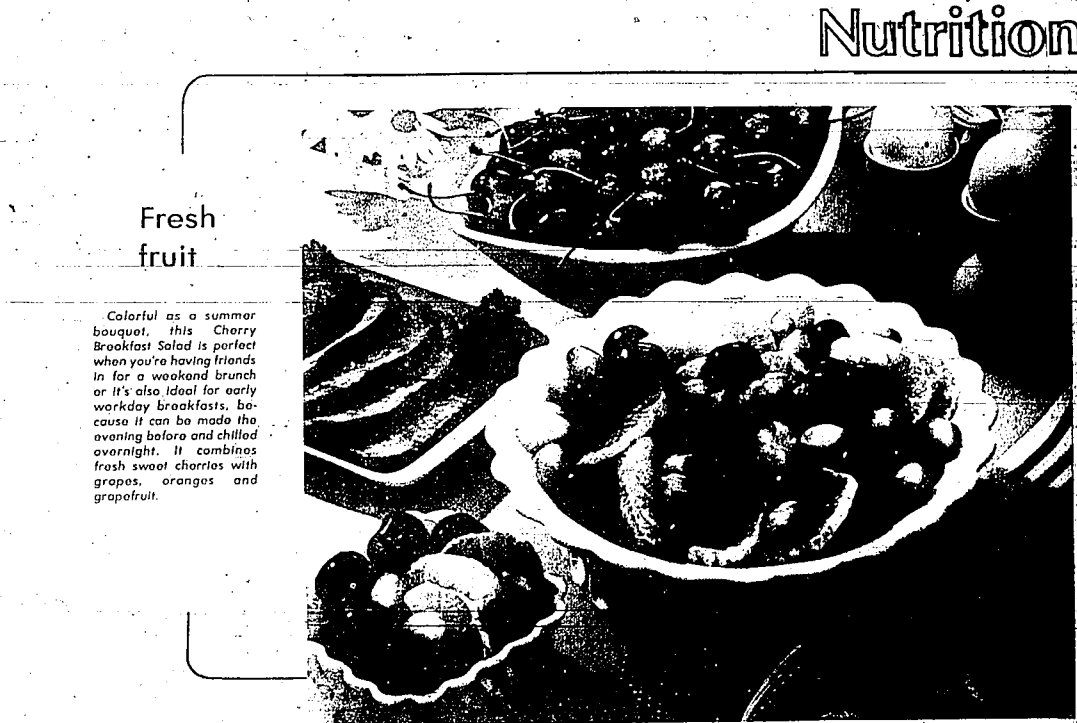 Nutrition
Fresh
fruit
Colorful as a summer
bouquet, this Cherry
Breakfast Salad is perfect
when you're having friends
in for a weekend brunch
or it's also ideal for early
workday breakfasts, be-
cause it can be made the
evening before and chilled
overnight. It combines
fresh sweet cherries with
grapes, oranges and
grapefruit.